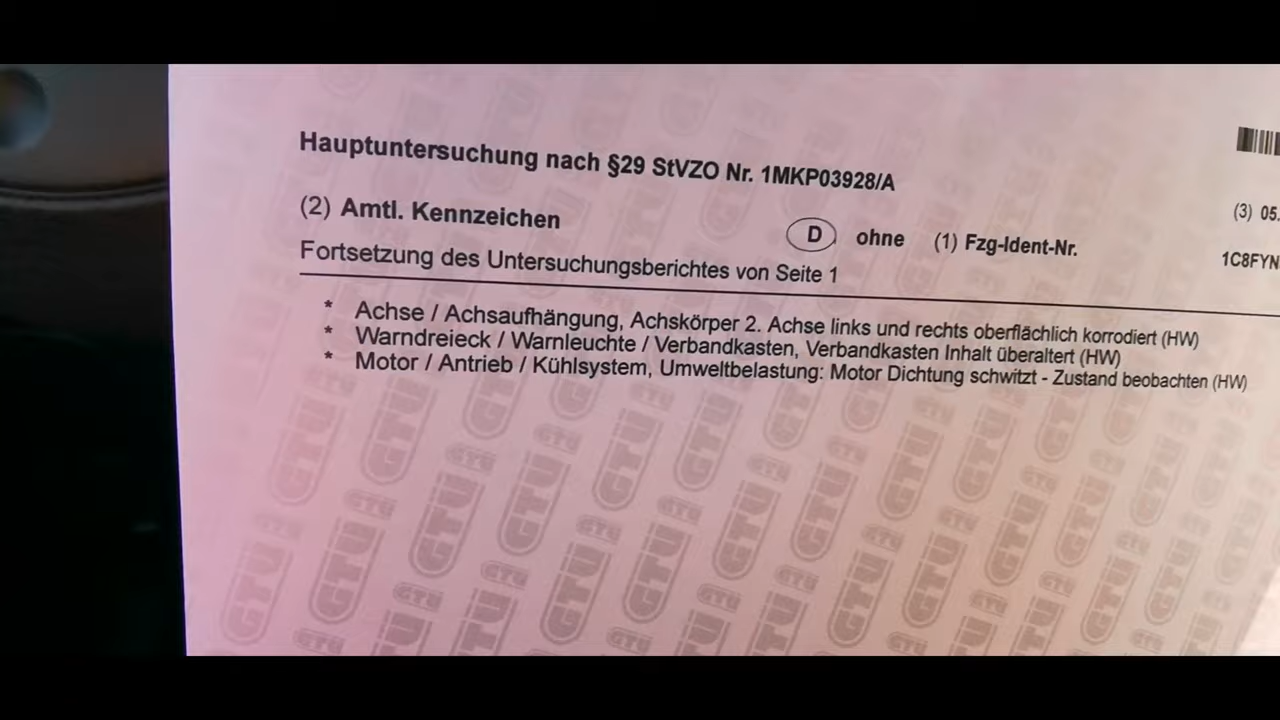 Hauptuntersuchung nach §29 StVZO Nr. 1MKP03928/A
(2) Amtl. Kennzeichen D ohne (1) Fzg-Ident-Nr. (3) 05.
Fortsetzung des Untersuchungsberichtes von Seite 1 1C8FYN
* Achse / Achsaufhängung, Achskörper 2. Achse links und rechts oberflächlich korrodiert (HW)
* Warndreieck / Warnleuchte / Verbandkasten, Verbandkasten Inhalt überaltert (HW)
* Motor / Antrieb / Kühlsystem, Umweltbelastung: Motor Dichtung schwitzt - Zustand beobachten (HW)
GTU